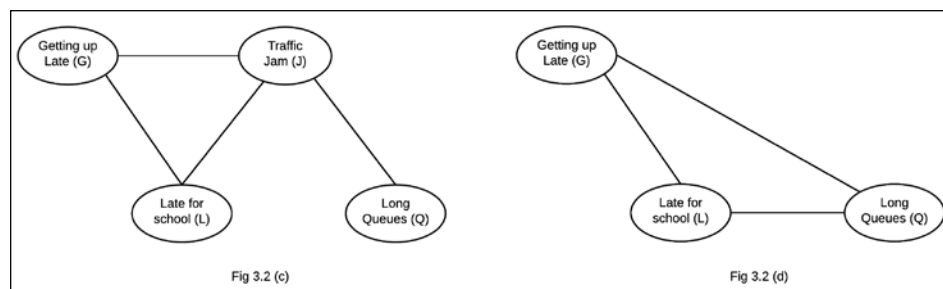 Getting up
Late (G)
Traffic
Jam (J)
Late for
school (L)
Long
Queues (Q)
Fig 3.2 (c)
Getting up
Late (G)
Late for
school (L)
Long
Queues (Q)
Fig 3.2 (d)